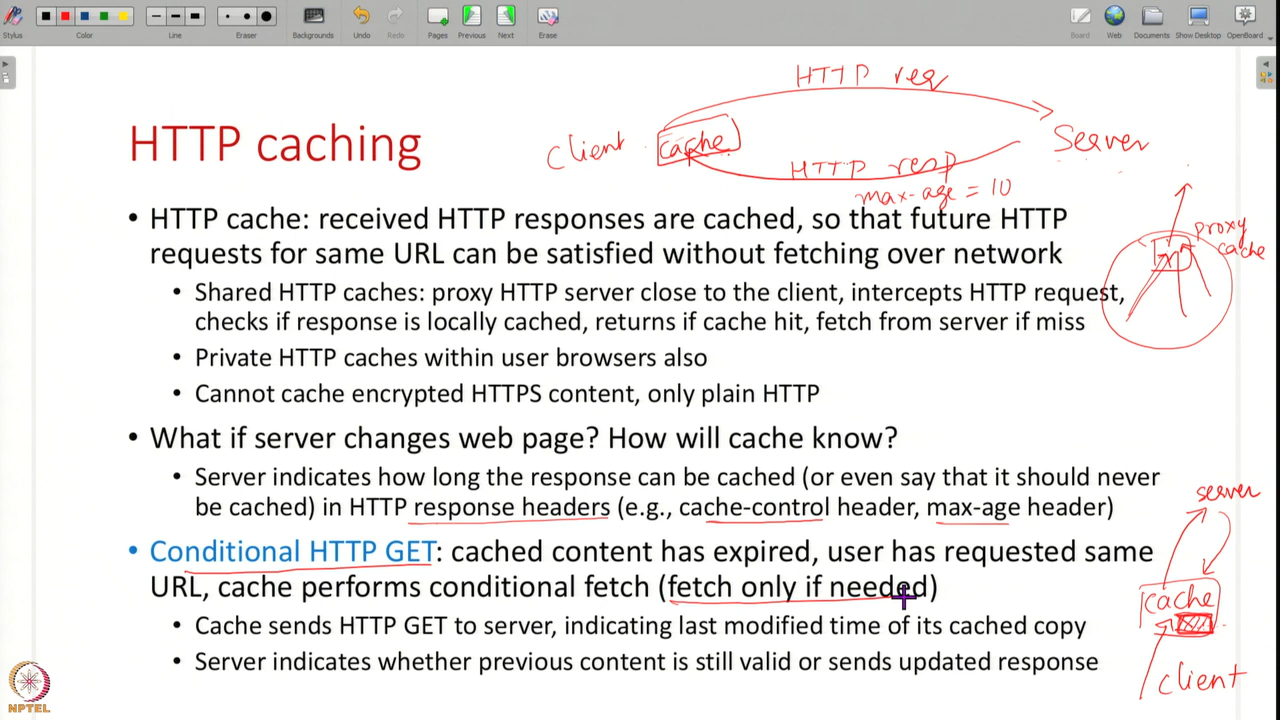 Stylus
Color
Line
Eraser
Backgrounds
Undo
Redo
Pages
Previous
Next
Erase
Board
Web
Documents
Show Desktop
OpenBoard
HTTP req
HTTP caching
Client
cache
Server
HTTP resp
max-age = 10
proxy
cache
• HTTP cache: received HTTP responses are cached, so that future HTTP
requests for same URL can be satisfied without fetching over network
• Shared HTTP caches: proxy HTTP server close to the client, intercepts HTTP request,
checks if response is locally cached, returns if cache hit, fetch from server if miss
• Private HTTP caches within user browsers also
• Cannot cache encrypted HTTPS content, only plain HTTP
• What if server changes web page? How will cache know?
• Server indicates how long the response can be cached (or even say that it should never
be cached) in HTTP response headers (e.g., cache-control header, max-age header)
server
• Conditional HTTP GET: cached content has expired, user has requested same
URL, cache performs conditional fetch (fetch only if needed)
cache
• Cache sends HTTP GET to server, indicating last modified time of its cached copy
• Server indicates whether previous content is still valid or sends updated response
client
NPTEL